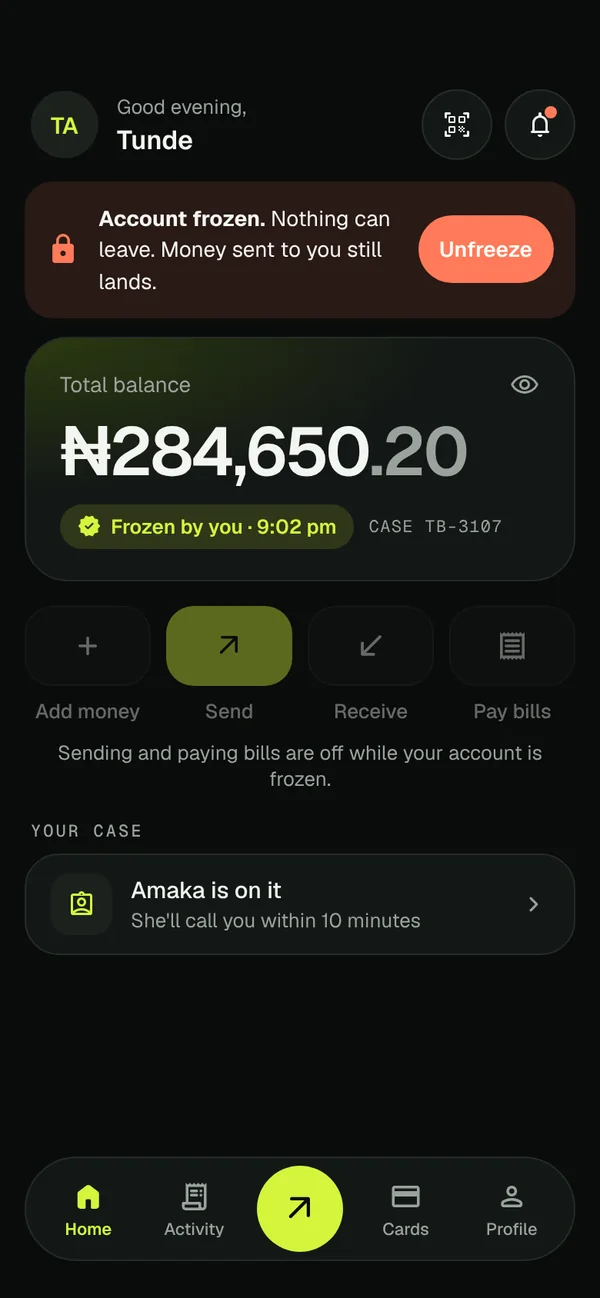 TA
Good evening,
Tunde
Account frozen. Nothing can
leave. Money sent to you still
lands.
Unfreeze
Total balance
₦284,650.20
Frozen by you · 9:02 pm
CASE TB-3107
Add money
Send
Receive
Pay bills
Sending and paying bills are off while your account is
frozen.
YOUR CASE
Amaka is on it
She'll call you within 10 minutes
Home
Activity
Cards
Profile